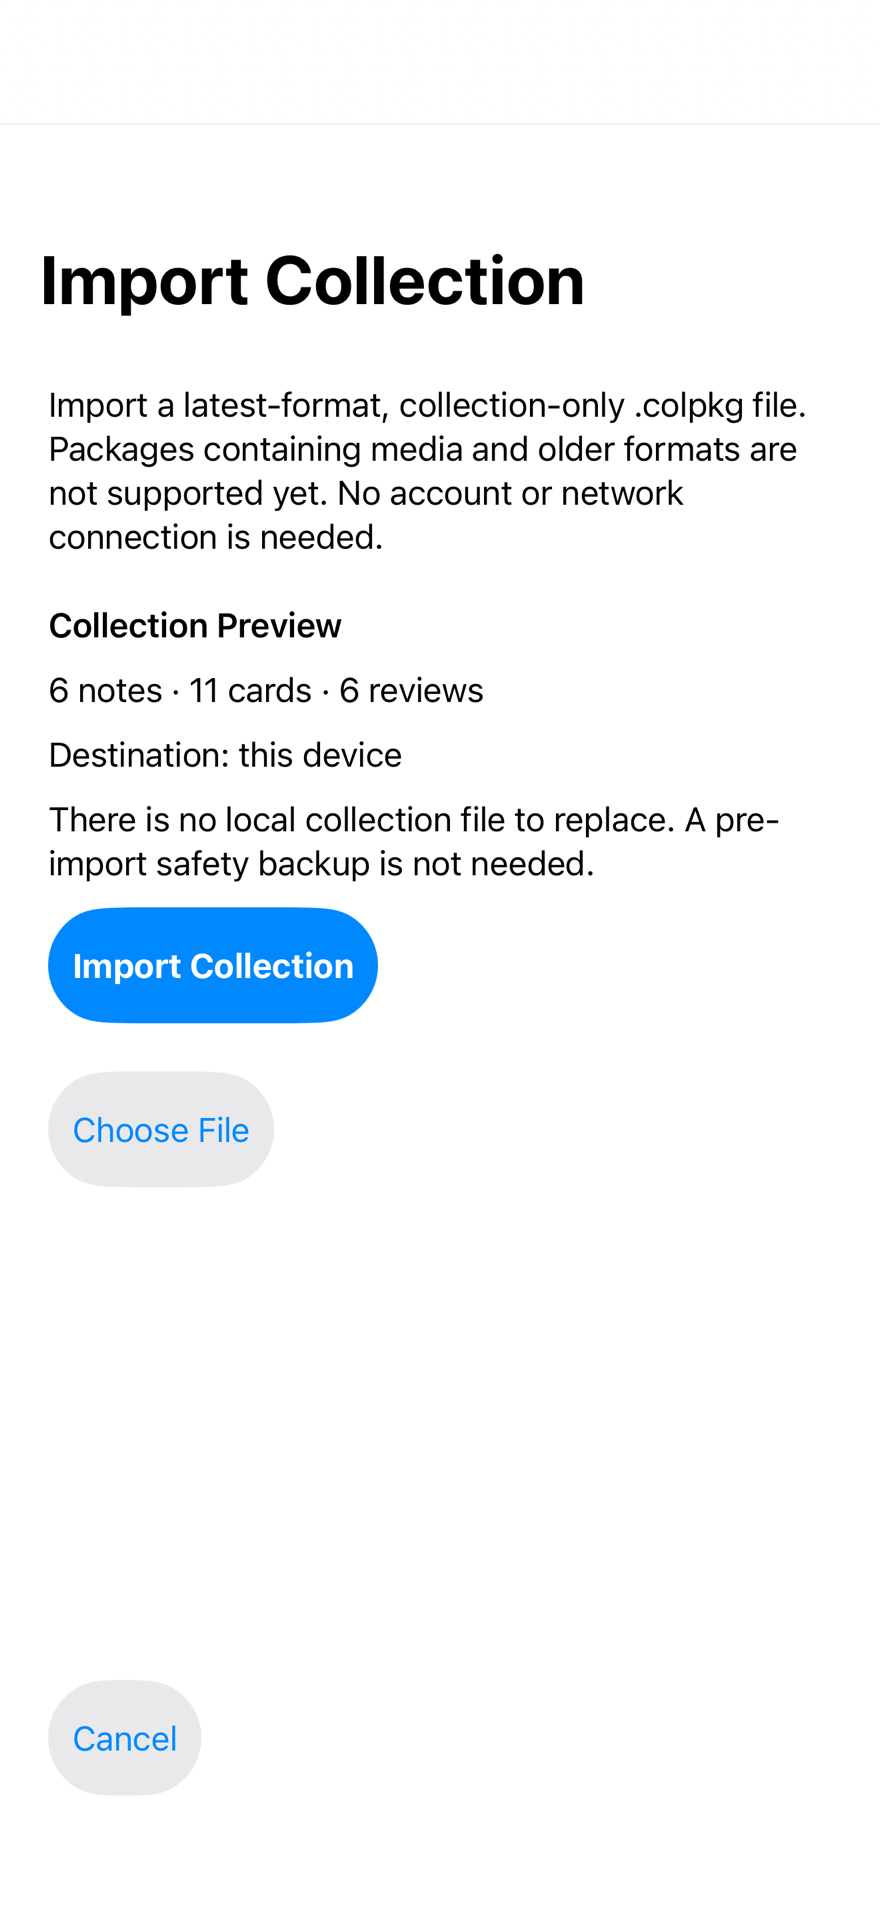 Import Collection
Import a latest-format, collection-only .colpkg file.
Packages containing media and older formats are
not supported yet. No account or network
connection is needed.
Collection Preview
6 notes · 11 cards · 6 reviews
Destination: this device
There is no local collection file to replace. A pre-
import safety backup is not needed.
Import Collection
Choose File
Cancel